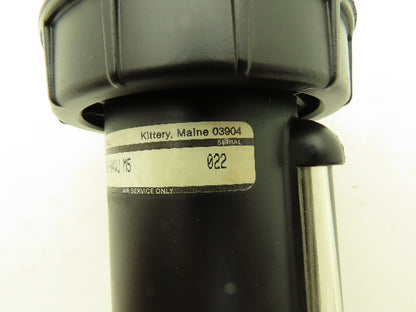 Kittery, Maine 03904
SERIAL
M5 022
AIR SERVICE ONLY